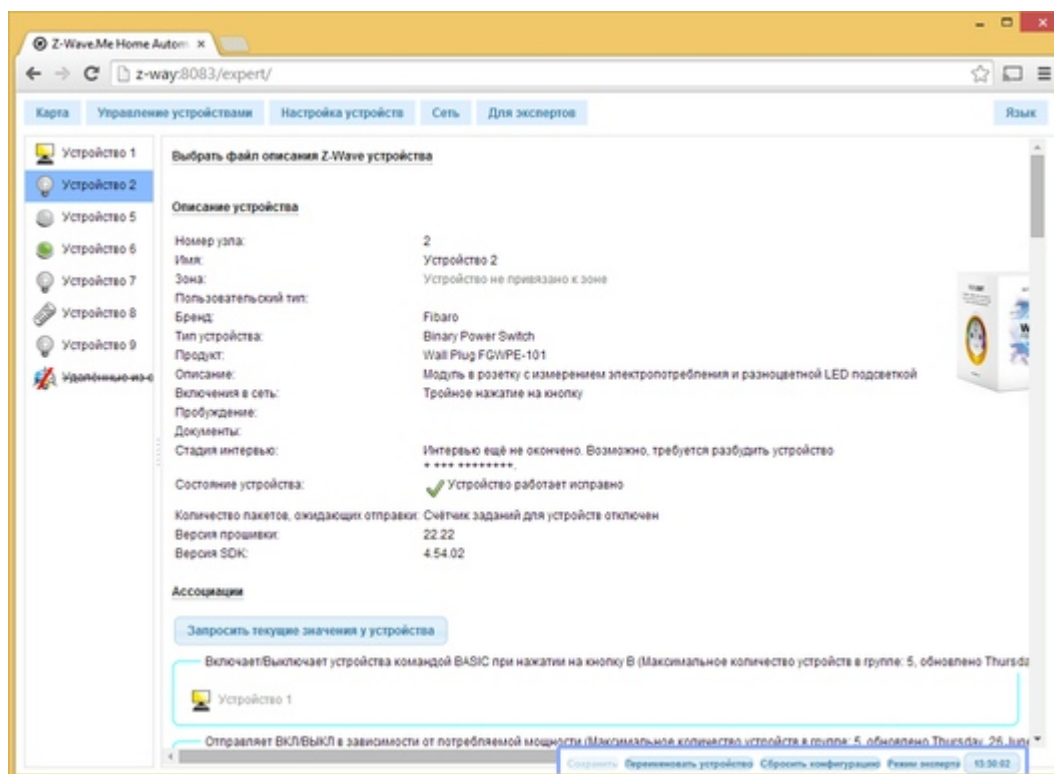 Z-Wave.Me Home Autom
z-way:8083/expert/
Карта Управление устройствами Настройка устройств Сеть Для экспертов Язык
Устройство 1
Устройство 2
Устройство 5
Устройство 6
Устройство 7
Устройство 8
Устройство 9
Удалённые из с
Выбрать файл описания Z-Wave устройства
Описание устройства
Номер узла: 2
Имя: Устройство 2
Зона: Устройство не привязано к зоне
Пользовательский тип:
Бренд: Fibaro
Тип устройства: Binary Power Switch
Продукт: Wall Plug FGWPE-101
Описание: Модуль в розетку с измерением электропотребления и разноцветной LED подсветкой
Включения в сеть: Тройное нажатие на кнопку
Пробуждение:
Документы:
Стадия интервью: Интервью ещё не окончено. Возможно, требуется разбудить устройство
+ +++ ++++++++.
Состояние устройства: Устройство работает исправно
Количество пакетов, ожидающих отправки: Счётчик заданий для устройств отключен
Версия прошивки: 22.22
Версия SDK: 4.54.02
Ассоциации
Запросить текущие значения у устройства
Включает/Выключает устройства командой BASIC при нажатии на кнопку B (Максимальное количество устройств в группе: 5, обновлено Thursda
Устройство 1
Отправляет ВКЛ/ВЫКЛ в зависимости от потребляемой мощности (Максимальное количество устройств в группе: 5, обновлено Thursday, 26 June
Сохранить Переименовать устройство Сбросить конфигурацию Режим эксперта 15:50:02